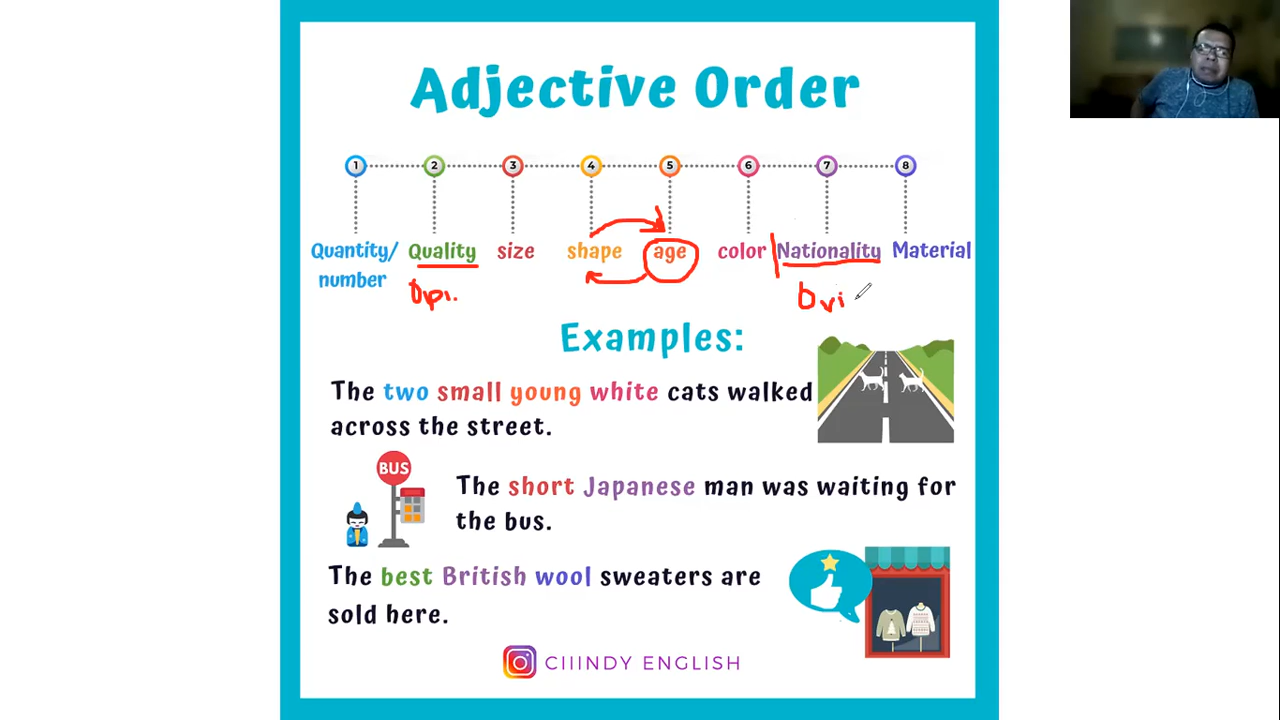 Adjective Order
1 2 3 4 5 6 7 8
Quantity/ Quality size shape age color Nationality Material
number
Opi.
Ori
Examples:
The two small young white cats walked
across the street.
BUS
The short Japanese man was waiting for
the bus.
The best British wool sweaters are
sold here.
CIIINDY ENGLISH